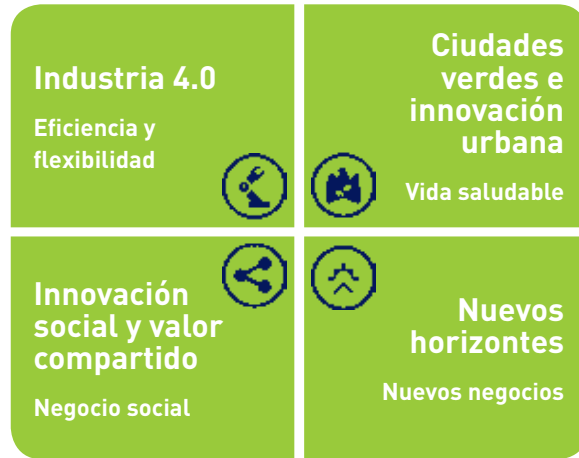 Industria 4.0
Eficiencia y
flexibilidad
Ciudades
verdes e
innovación
urbana
Vida saludable
Innovación
social y valor
compartido
Negocio social
Nuevos
horizontes
Nuevos negocios